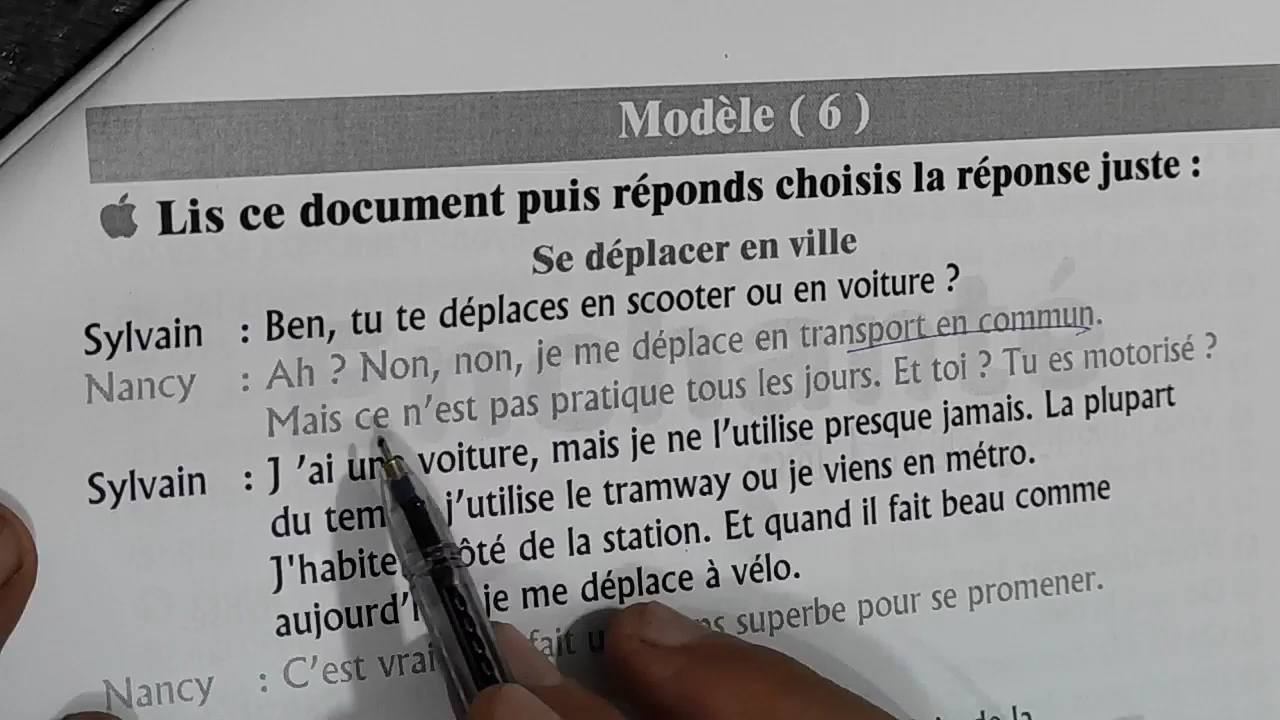 Modèle ( 6 )
Lis ce document puis réponds choisis la réponse juste :
Se déplacer en ville
Sylvain : Ben, tu te déplaces en scooter ou en voiture ?
Nancy : Ah ? Non, non, je me déplace en transport en commun.
Mais ce n'est pas pratique tous les jours. Et toi ? Tu es motorisé ?
Sylvain : J 'ai une voiture, mais je ne l'utilise presque jamais. La plupart
du tem j'utilise le tramway ou je viens en métro.
J'habite ôté de la station. Et quand il fait beau comme
aujourd'h je me déplace à vélo.
Nancy : C'est vrai fait u s superbe pour se promener.
de la